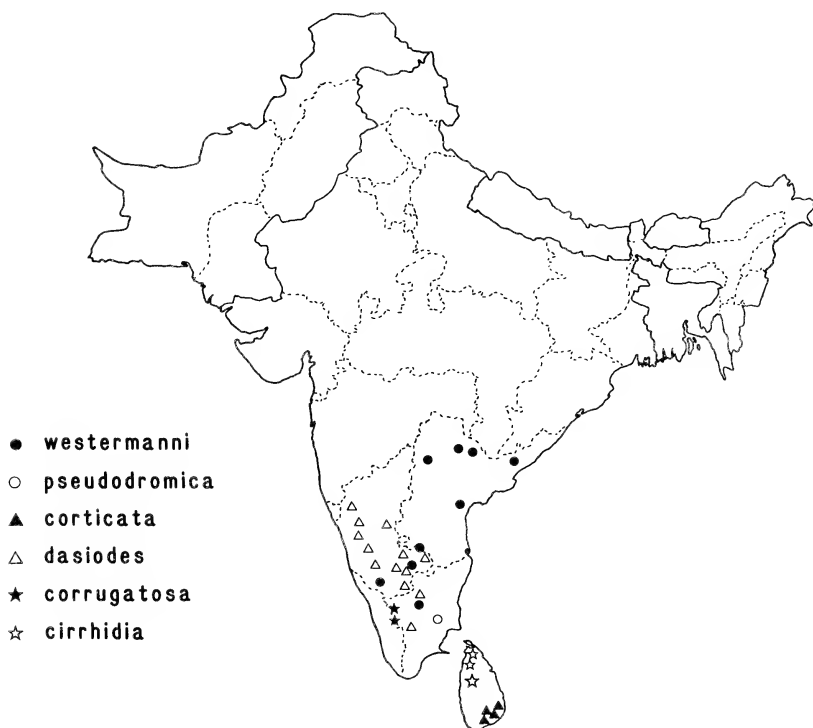 westermanni
pseudodromica
corticata
dasiodes
corrugatosa
cirrhidia